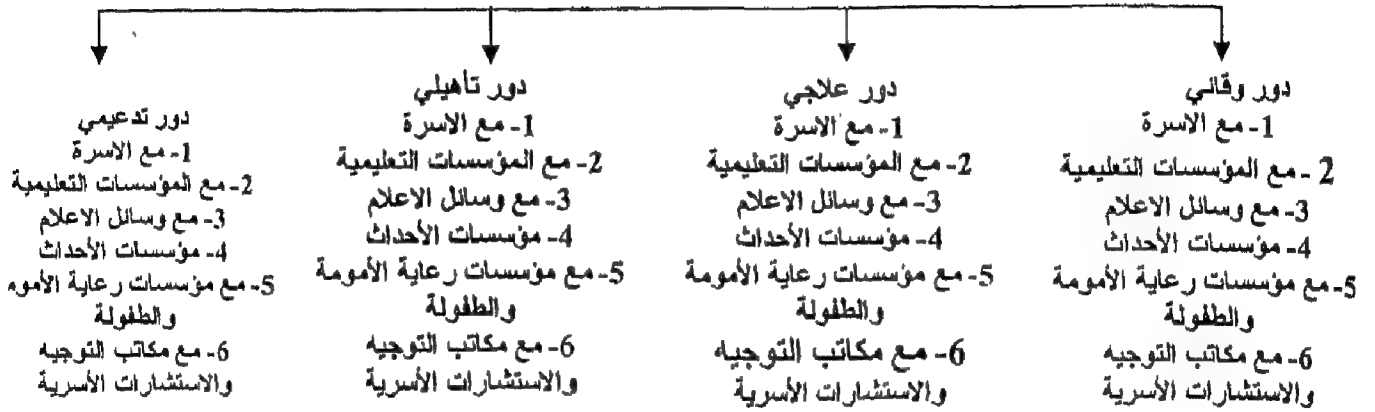 دور وقائي
1- مع الاسرة
2 - مع المؤسسات التعليمية
3- مع وسائل الاعلام
4- مؤسسات الأحداث
5- مع مؤسسات رعاية الأمومة
والطفولة
6- مع مكاتب التوجيه
والاستشارات الأسرية
دور علاجي
1- مع الاسرة
2- مع المؤسسات التعليمية
3- مع وسائل الاعلام
4- مؤسسات الأحداث
5- مع مؤسسات رعاية الأمومة
والطفولة
6- مع مكاتب التوجيه
والاستشارات الأسرية
دور تأهيلي
1- مع الاسرة
2- مع المؤسسات التعليمية
3- مع وسائل الاعلام
4- مؤسسات الأحداث
5- مع مؤسسات رعاية الأمومة
والطفولة
6- مع مكاتب التوجيه
والاستشارات الأسرية
دور تدعيمي
1- مع الاسرة
2- مع المؤسسات التعليمية
3- مع وسائل الاعلام
4- مؤسسات الأحداث
5- مع مؤسسات رعاية الأموم
والطفولة
6- مع مكاتب التوجيه
والاستشارات الأسرية